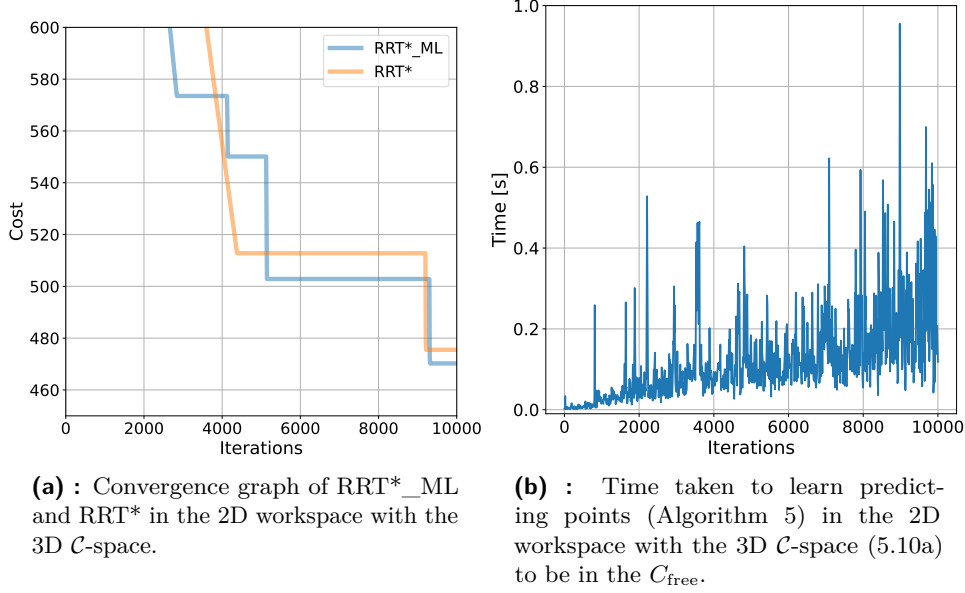 600
580
560
540
520
500
480
460
Cost
0
2000
4000
6000
8000
10000
Iterations
RRT*_ML
RRT*
(a) : Convergence graph of RRT*_ML
and RRT* in the 2D workspace with the
3D 𝒞-space.
1.0
0.8
0.6
0.4
0.2
0.0
Time [s]
0
2000
4000
6000
8000
10000
Iterations
(b) : Time taken to learn predict-
ing points (Algorithm 5) in the 2D
workspace with the 3D 𝒞-space (5.10a)
to be in the C_free.